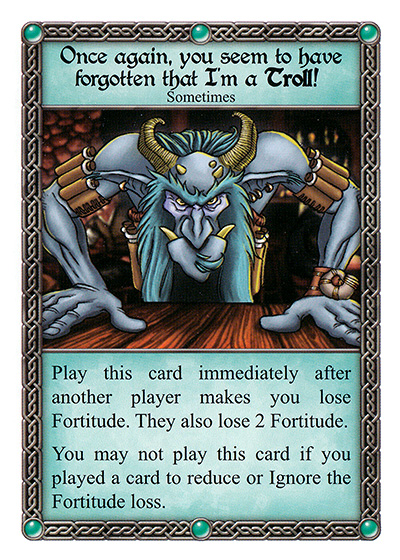 Once again, you seem to have
forgotten that I'm a Troll!
Sometimes
Play this card immediately after
another player makes you lose
Fortitude. They also lose 2 Fortitude.
You may not play this card if you
played a card to reduce or Ignore the
Fortitude loss.